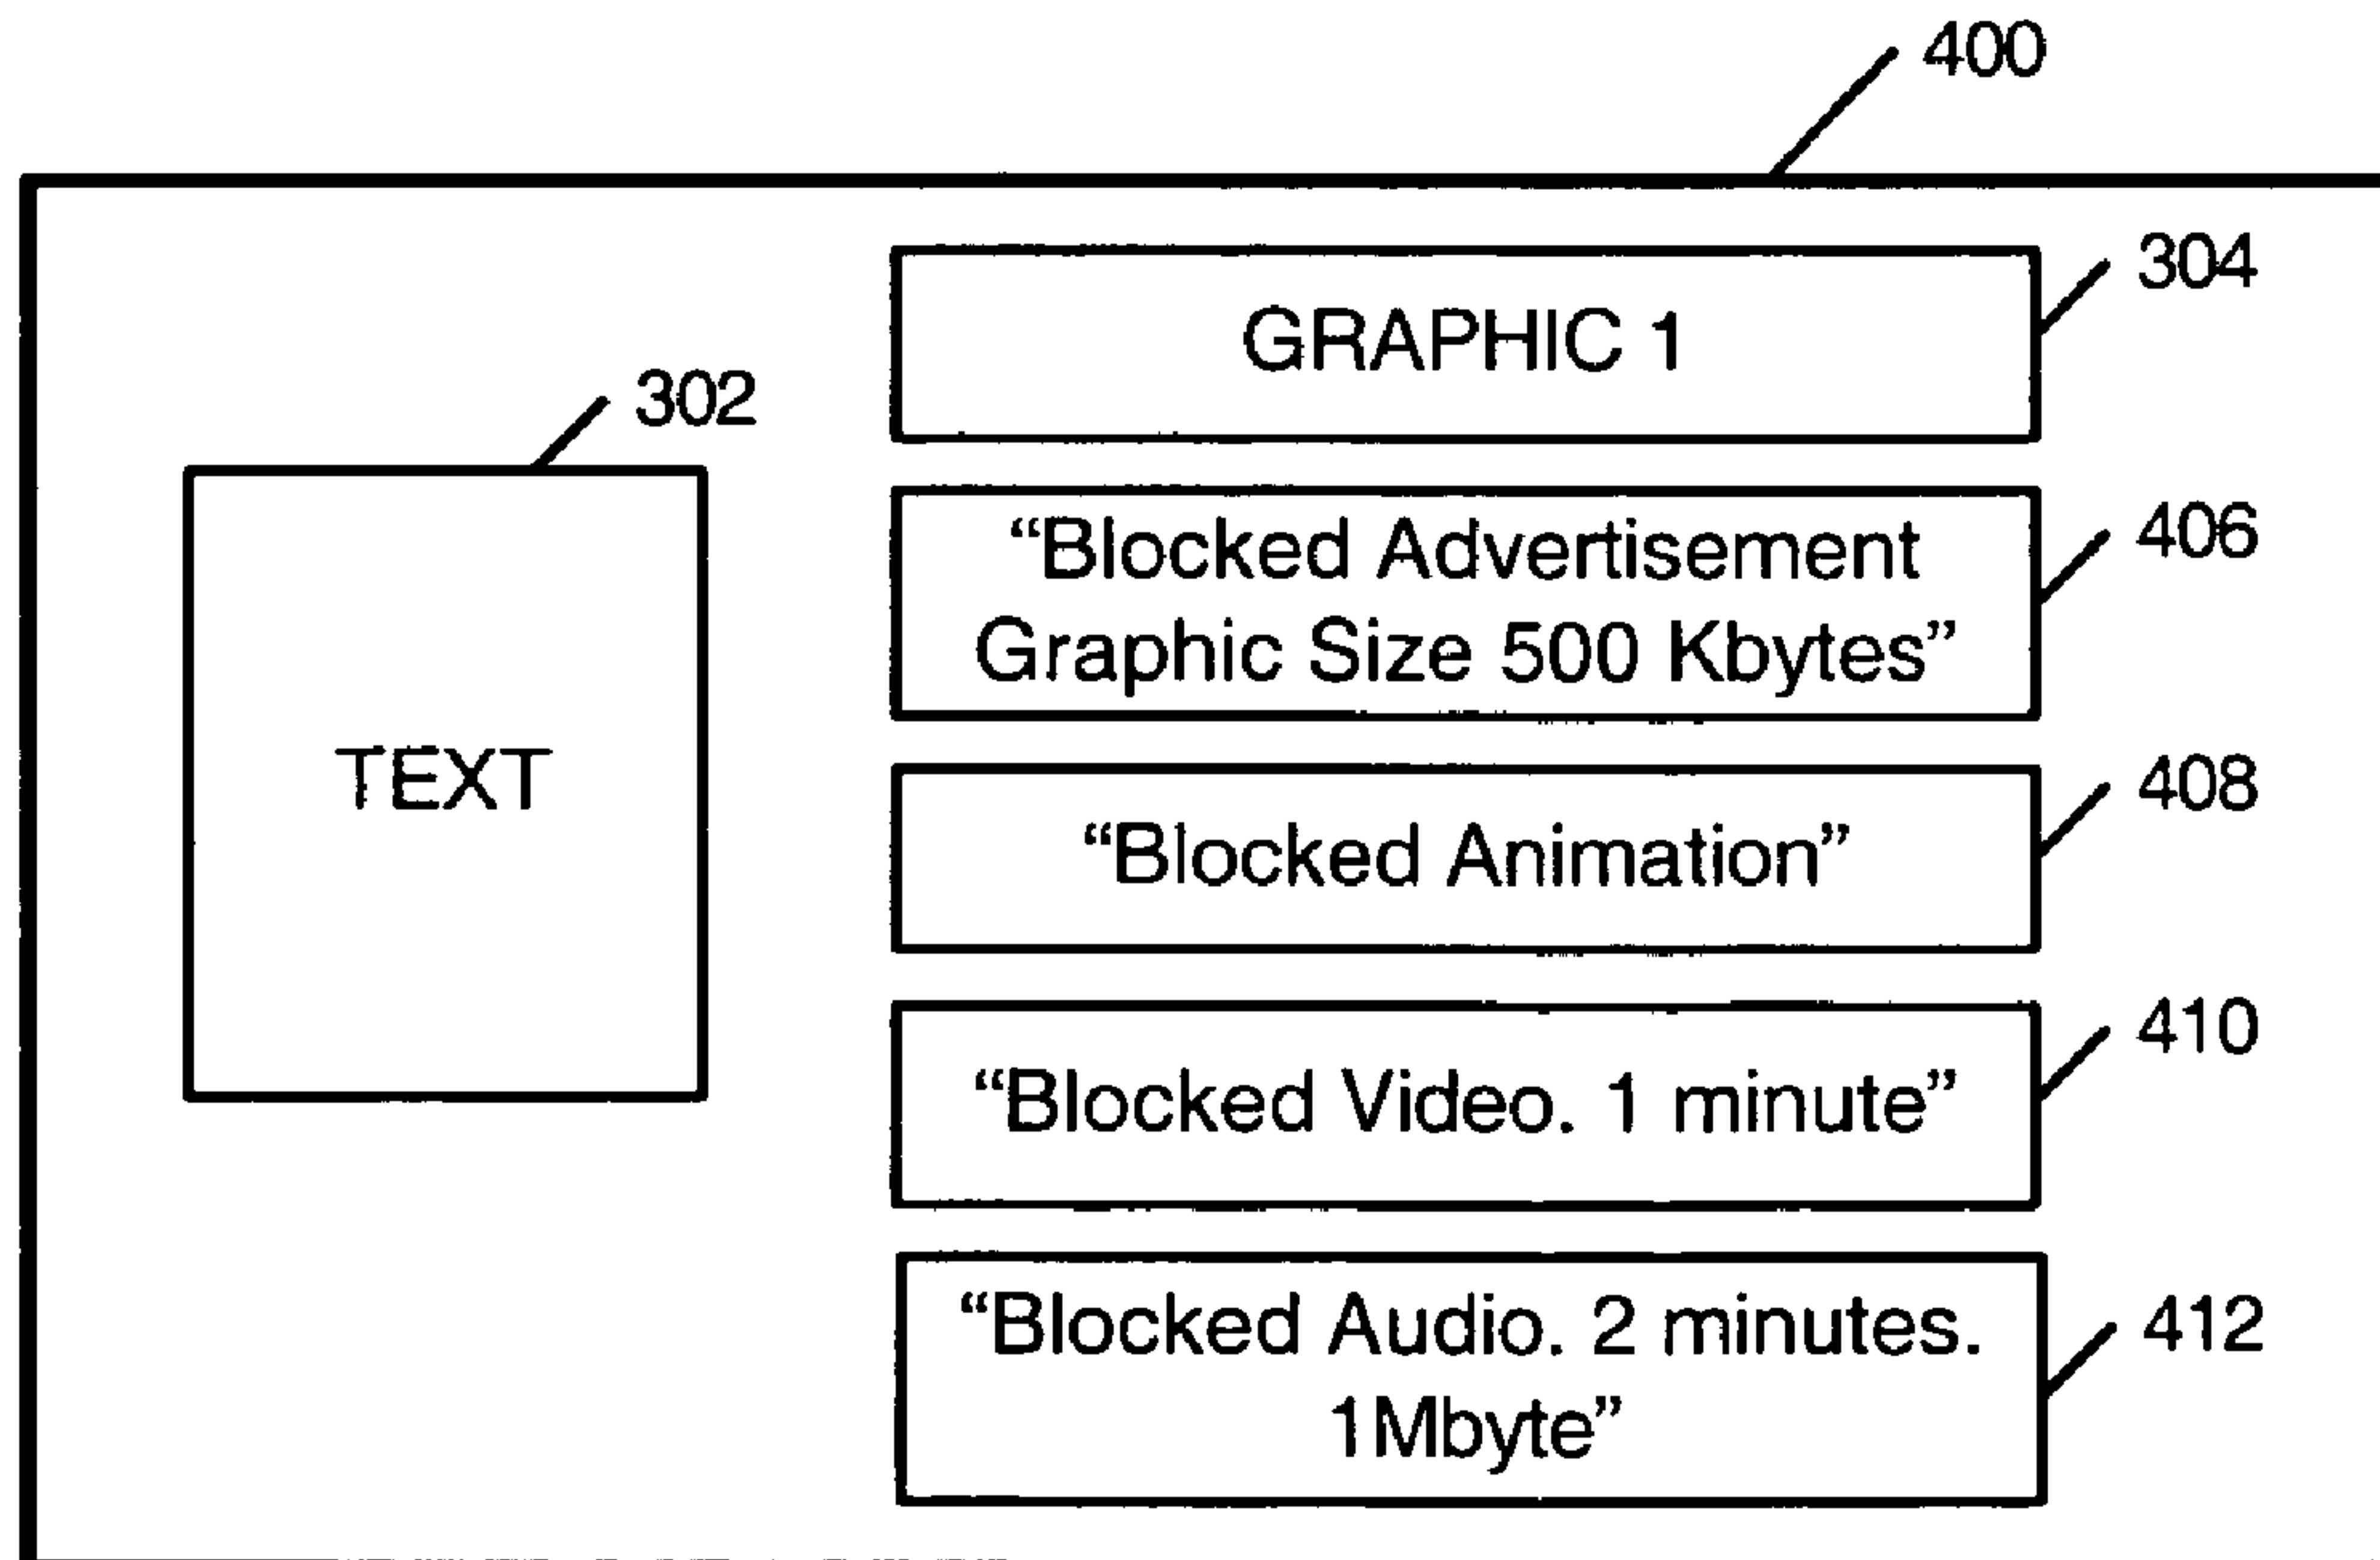 400
304
GRAPHIC 1
302
406
“Blocked Advertisement
Graphic Size 500 Kbytes”
TEXT
408
“Blocked Animation”
410
“Blocked Video. 1 minute”
412
“Blocked Audio. 2 minutes.
1Mbyte”